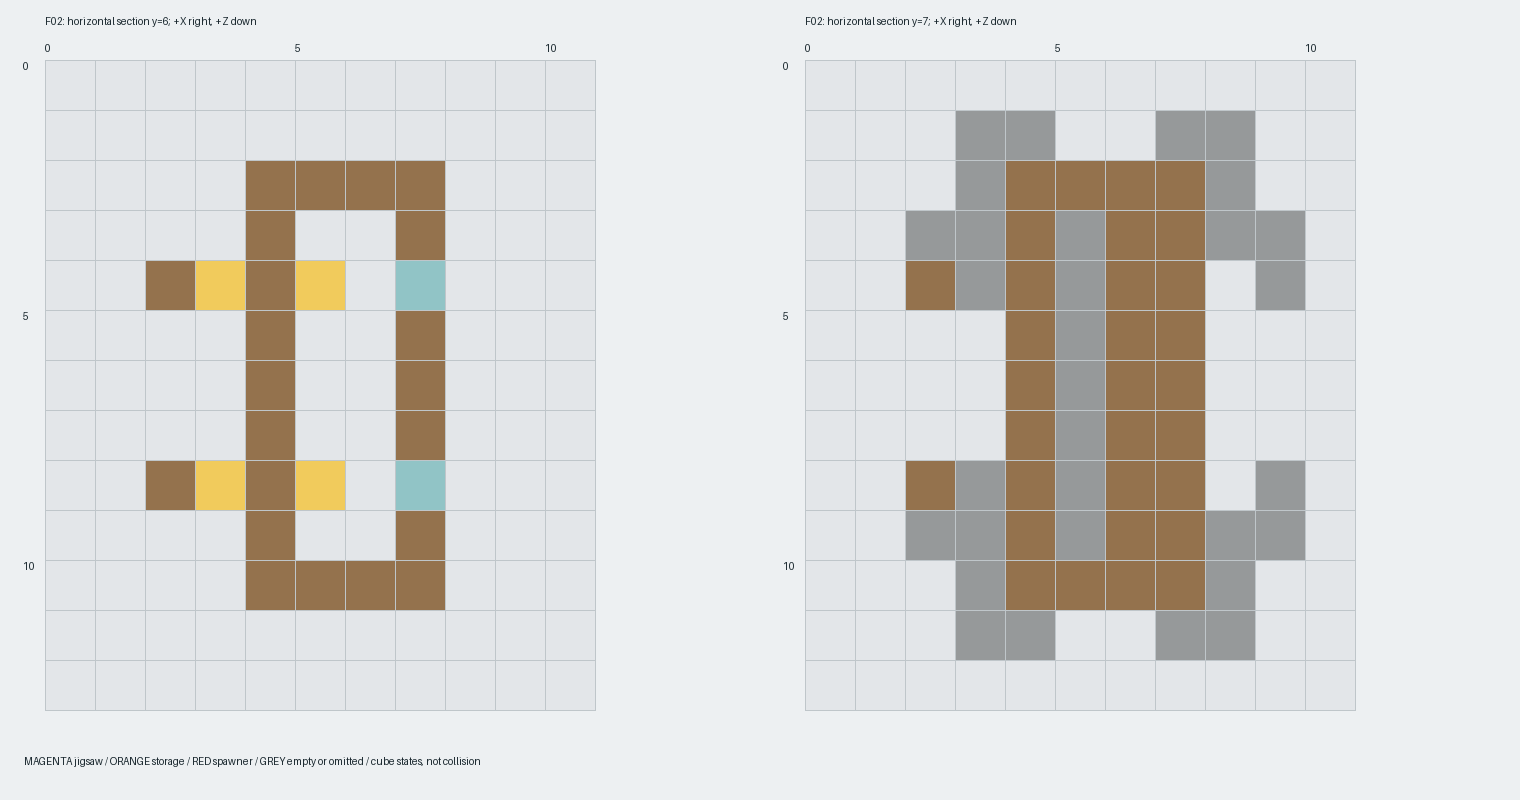 F02: horizontal section y=6; +X right, +Z down
F02: horizontal section y=7; +X right, +Z down
0 5 10
0 5 10
0
0
5
5
10
10
MAGENTA jigsaw / ORANGE storage / RED spawner / GREY empty or omitted / cube states, not collision